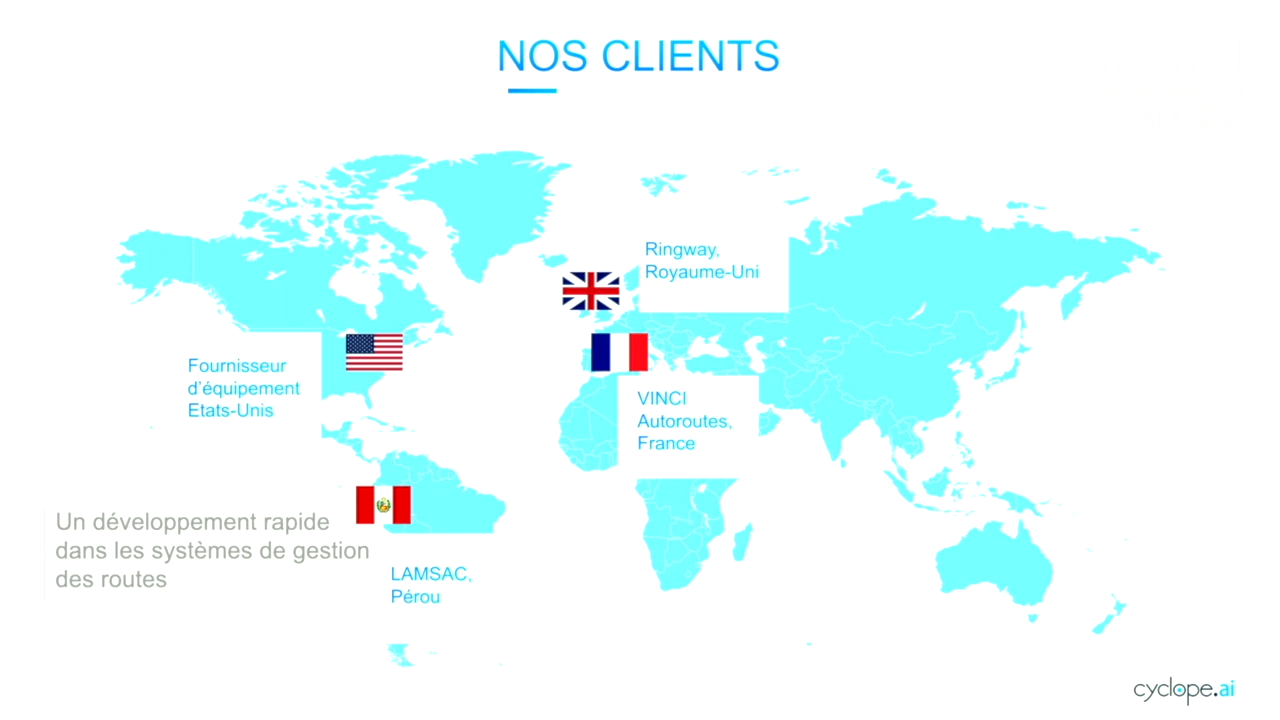 NOS CLIENTS
Ringway,
Royaume-Uni
Fournisseur
d'équipement
Etats-Unis
VINCI
Autoroutes,
France
Un développement rapide
dans les systèmes de gestion
des routes
LAMSAC,
Pérou
cyclope.ai